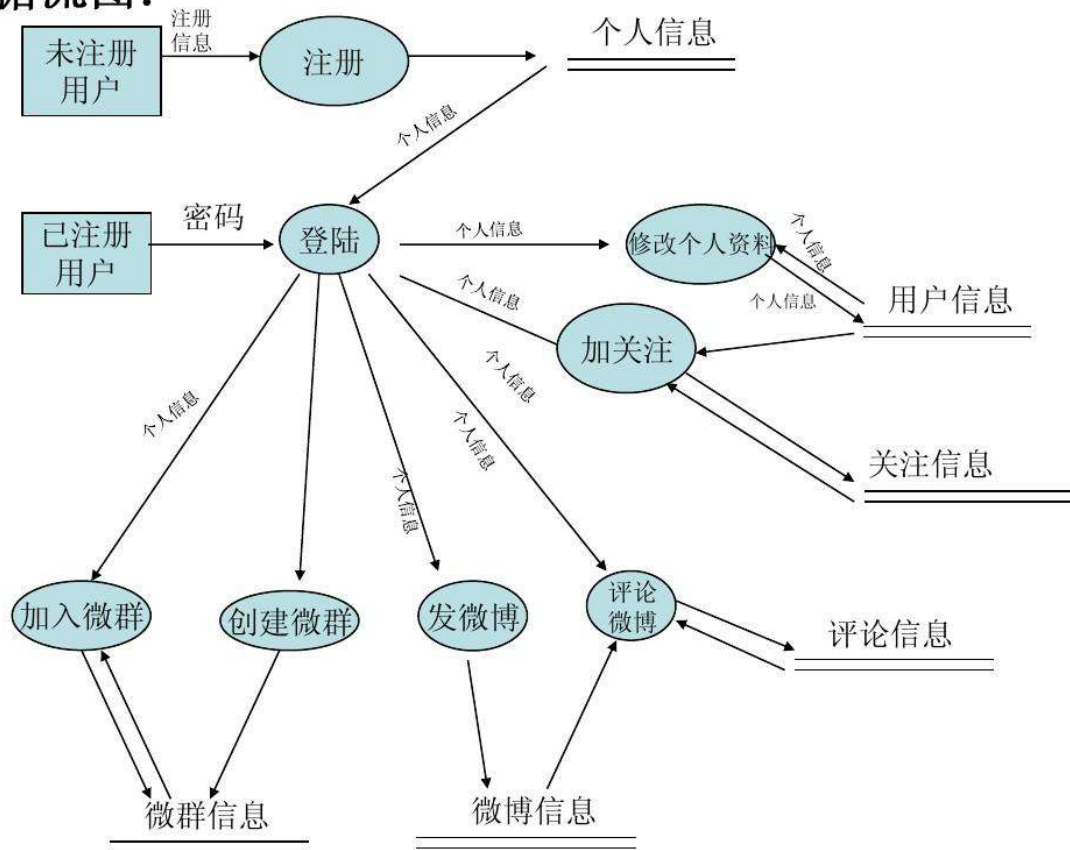 据流图:
未注册
用户
注册
信息
注册
个人信息
个人信息
已注册
用户
密码
登陆
个人信息
修改个人资料
个人信息
个人信息
用户信息
个人信息
加关注
个人信息
个人信息
个人信息
个人信息
关注信息
加入微群
创建微群
发微博
评论
微博
评论信息
微群信息
微博信息